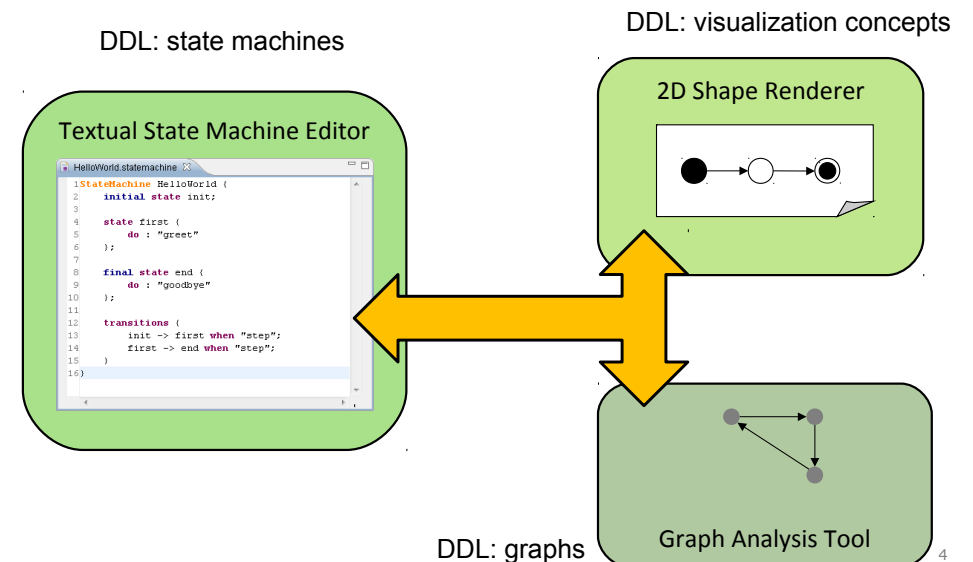 DDL: state machines
DDL: visualization concepts
Textual State Machine Editor
HelloWorld.statemachine
1 StateMachine HelloWorld {
2 initial state init;
3
4 state first {
5 do : "greet"
6 };
7
8 final state end {
9 do : "goodbye"
10 };
11
12 transitions {
13 init -> first when "step";
14 first -> end when "step";
15 }
16 }
2D Shape Renderer
Graph Analysis Tool
DDL: graphs
4